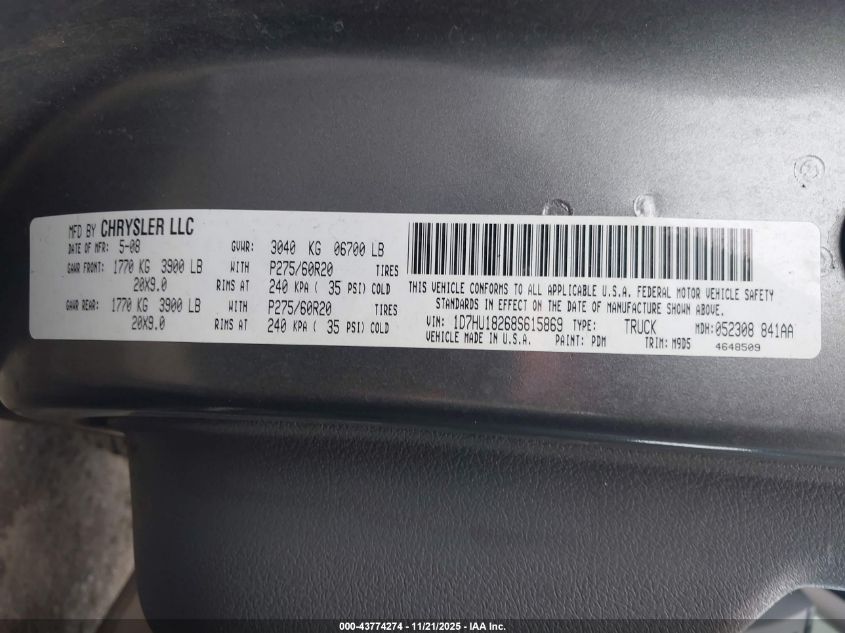 MFD BY CHRYSLER LLC
DATE OF MFR: 5-08 GVWR: 3040 KG 06700 LB
GAWR FRONT: 1770 KG 3900 LB WITH P275/60R20 TIRES
20X9.0 RIMS AT 240 KPA ( 35 PSI) COLD
GAWR REAR: 1770 KG 3900 LB WITH P275/60R20 TIRES
20X9.0 RIMS AT 240 KPA ( 35 PSI) COLD
THIS VEHICLE CONFORMS TO ALL APPLICABLE U.S.A. FEDERAL MOTOR VEHICLE SAFETY
STANDARDS IN EFFECT ON THE DATE OF MANUFACTURE SHOWN ABOVE.
VIN: 1D7HU18268S615869 TYPE: TRUCK MDH: 052308 841AA
VEHICLE MADE IN U.S.A. PAINT: PDM TRIM: M9D5 4648509
000-43774274 - 11/21/2025 - IAA Inc.